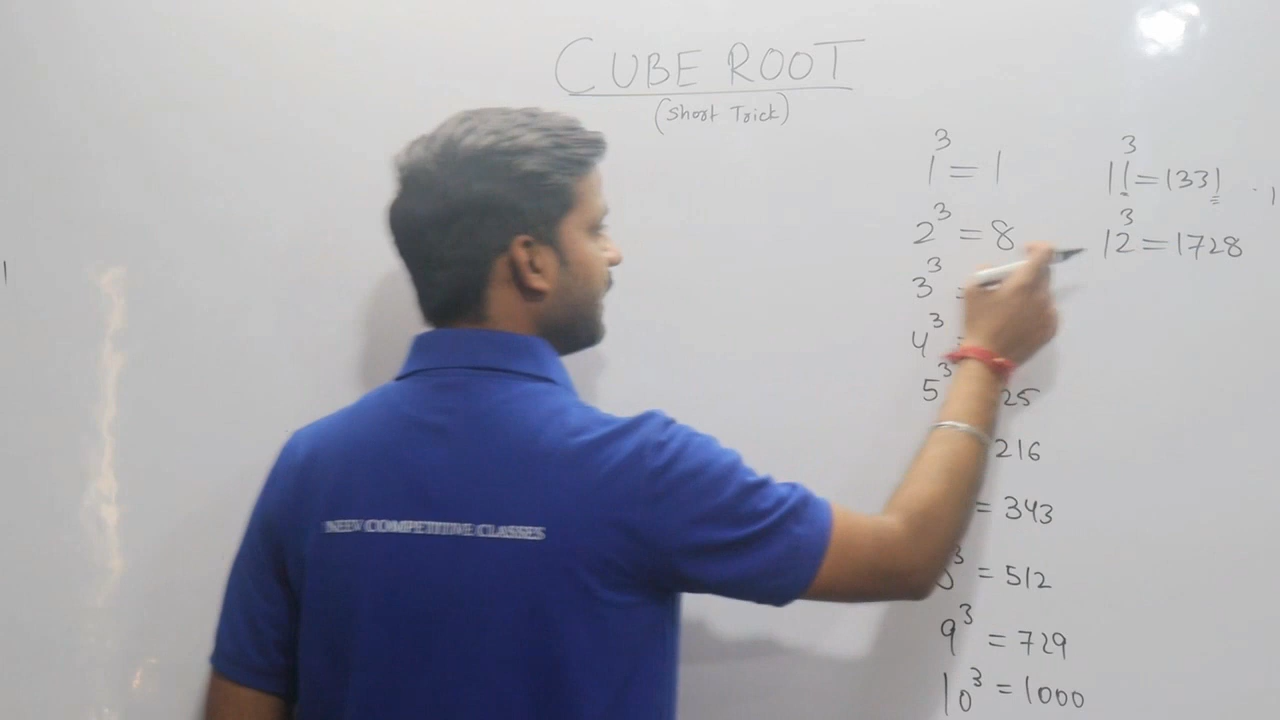 CUBE ROOT
(Short Trick)
1³ = 1
2³ = 8
3³ =
4³ =
5³ 25
216
= 343
³ = 512
9³ = 729
10³ = 1000
11³ = 1331
12³ = 1728
COMPETITIVE CLASSES